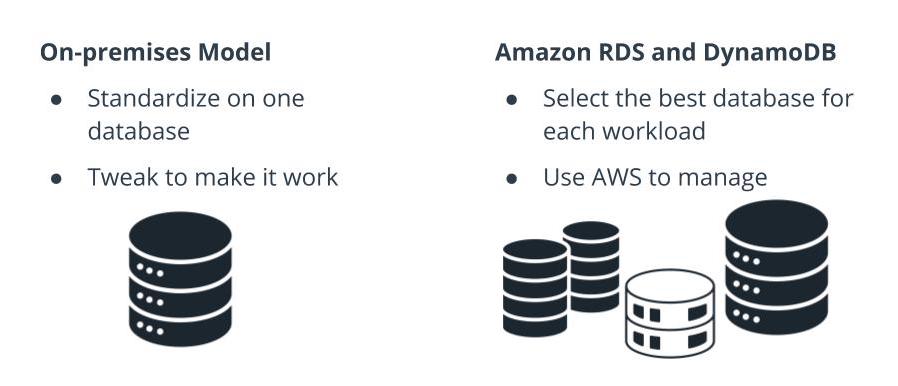 On-premises Model
● Standardize on one
database
● Tweak to make it work
Amazon RDS and DynamoDB
● Select the best database for
each workload
● Use AWS to manage